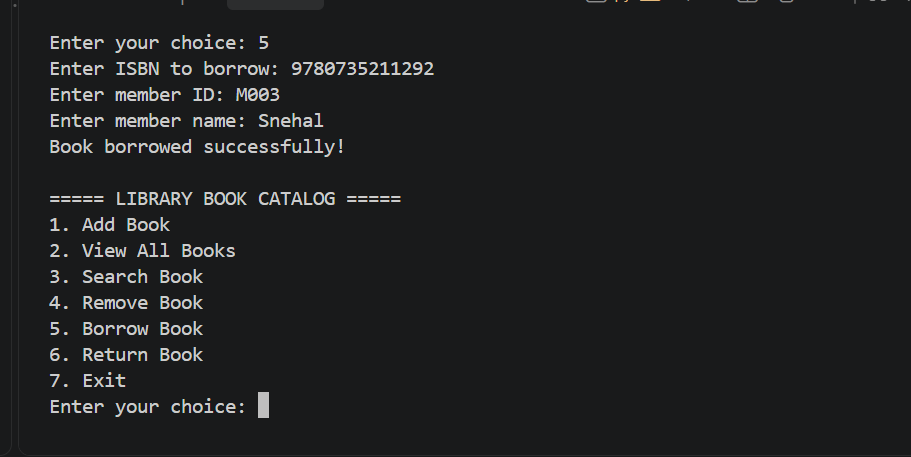 Enter your choice: 5
Enter ISBN to borrow: 9780735211292
Enter member ID: M003
Enter member name: Snehal
Book borrowed successfully!
===== LIBRARY BOOK CATALOG =====
1. Add Book
2. View All Books
3. Search Book
4. Remove Book
5. Borrow Book
6. Return Book
7. Exit
Enter your choice: